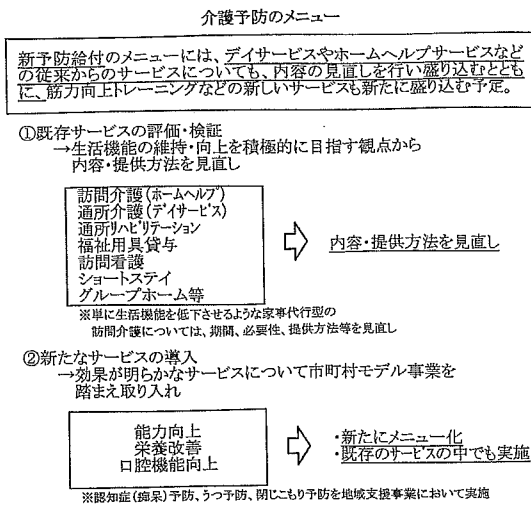 介護予防のメニュー
新予防給付のメニューには、デイサービスやホームヘルプサービスなど
の従来からのサービスについても、内容の見直しを行い盛り込むととも
に、筋力向上トレーニングなどの新しいサービスも新たに盛り込む予定。
①既存サービスの評価・検証
→生活機能の維持・向上を積極的に目指す観点から
内容・提供方法を見直し
訪問介護(ホームヘルプ)
通所介護(デイサービス)
通所リハビリテーション
福祉用具貸与
訪問看護
ショートステイ
グループホーム等
⇨ 内容・提供方法を見直し
※単に生活機能を低下させるような家事代行型の
訪問介護については、期間、必要性、提供方法等を見直し
②新たなサービスの導入
→効果が明らかなサービスについて市町村モデル事業を
踏まえ取り入れ
能力向上
栄養改善
口腔機能向上
⇨ ・新たにメニュー化
・既存のサービスの中でも実施
※認知症(痴呆)予防、うつ予防、閉じこもり予防を地域支援事業において実施